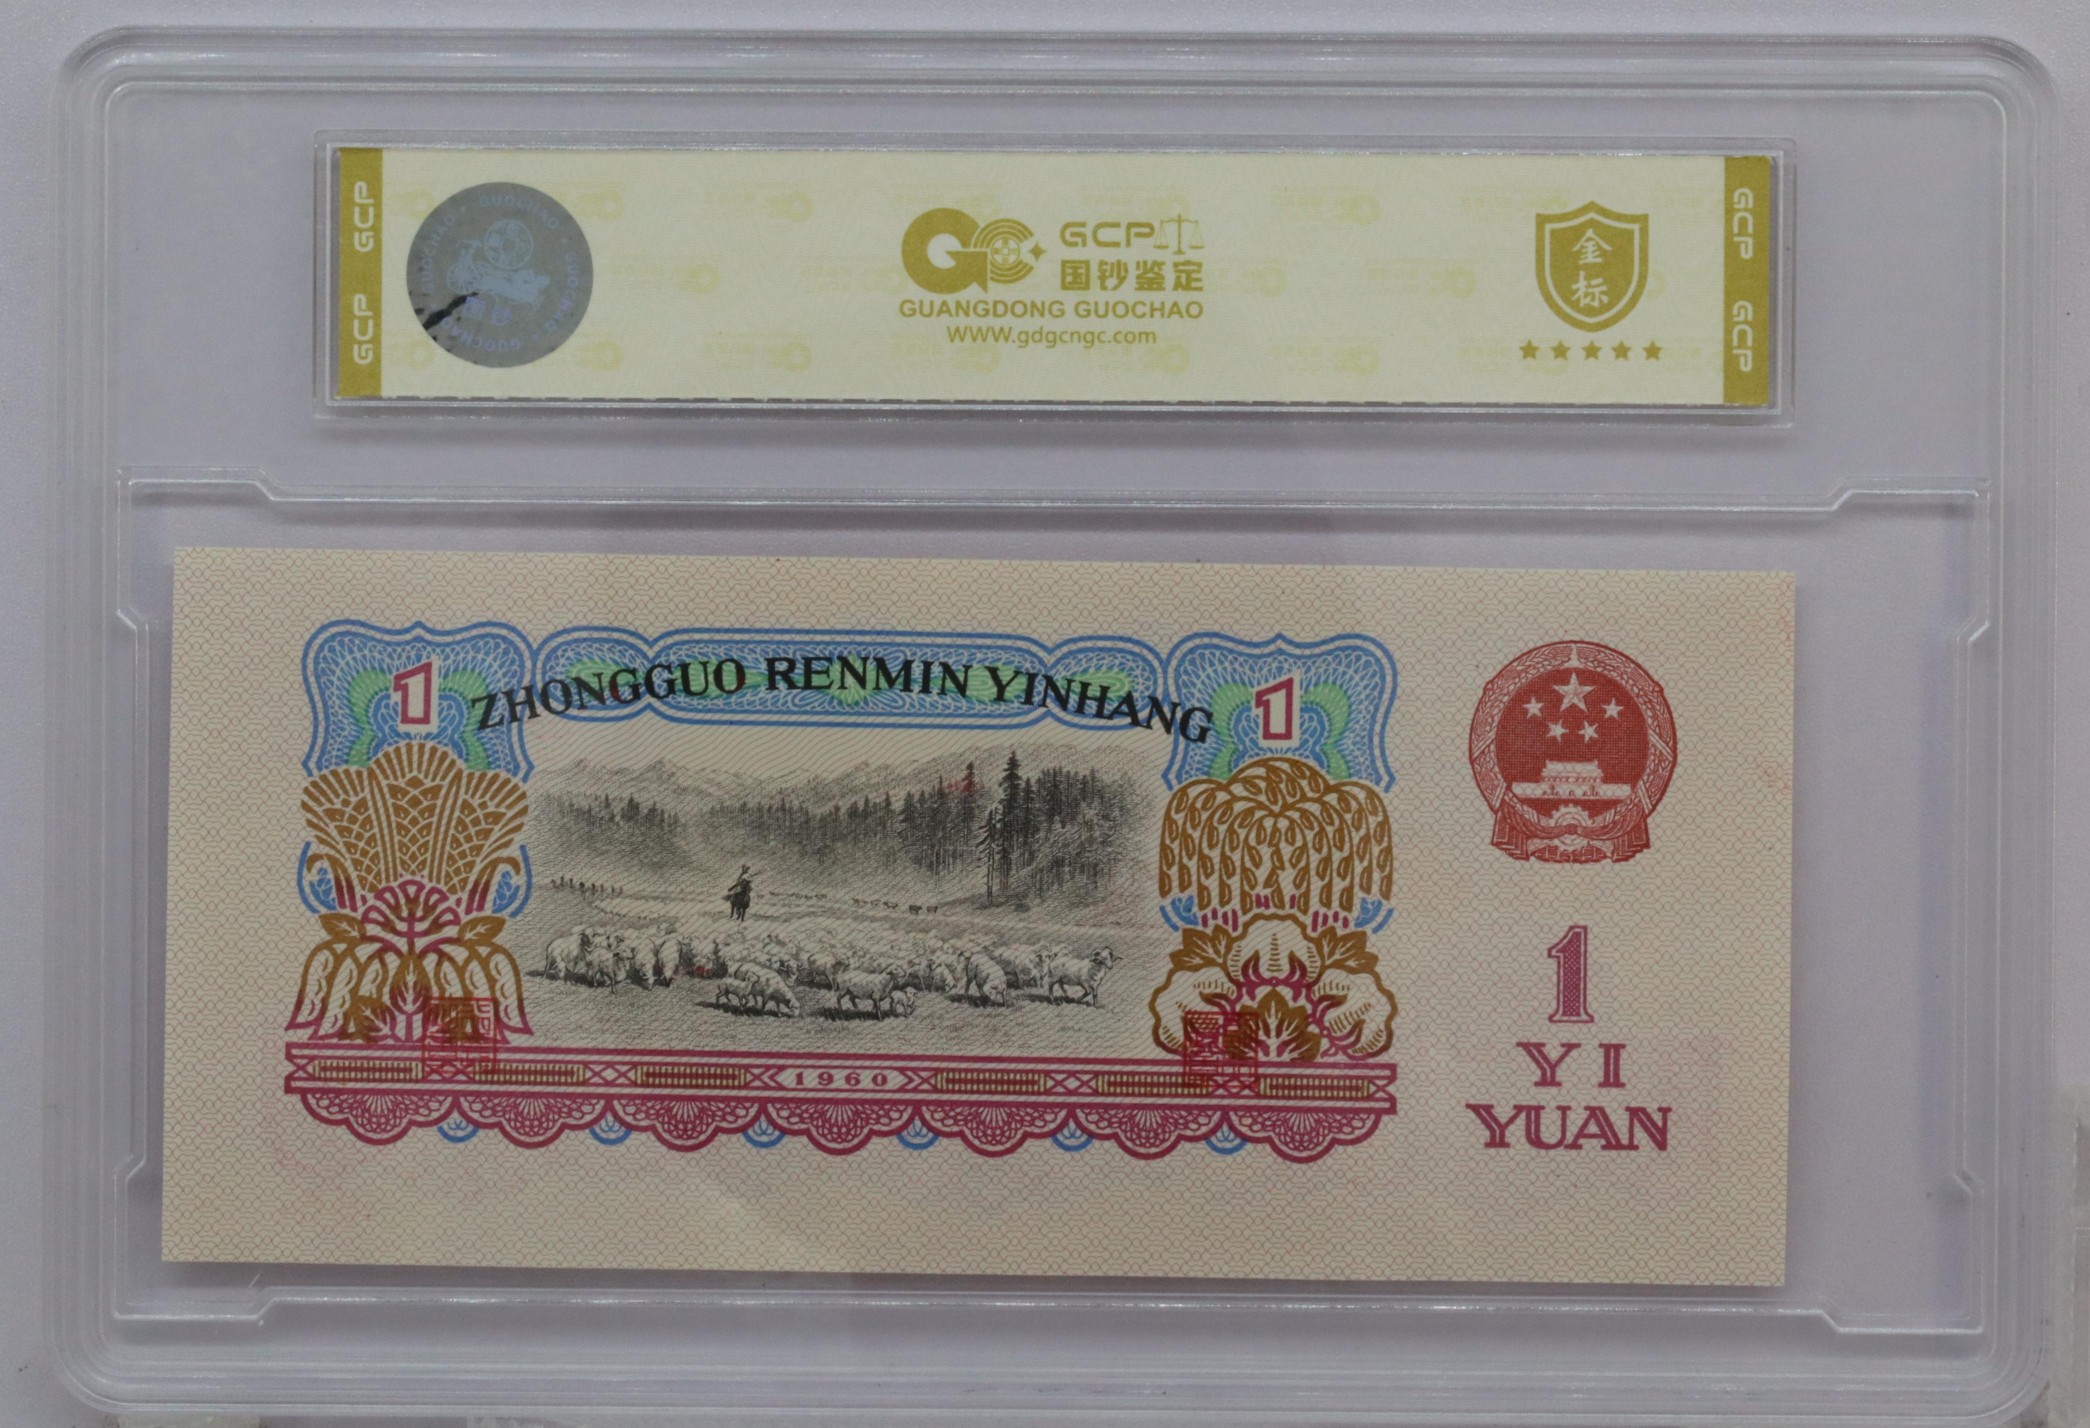 GCP GCP
GUOCHAO
GCP
国钞鉴定
GUANGDONG GUOCHAO
WWW.gdgcngc.com
金标
GCP GCP
1
ZHONGGUO RENMIN YINHANG
1
1960
1
YI
YUAN